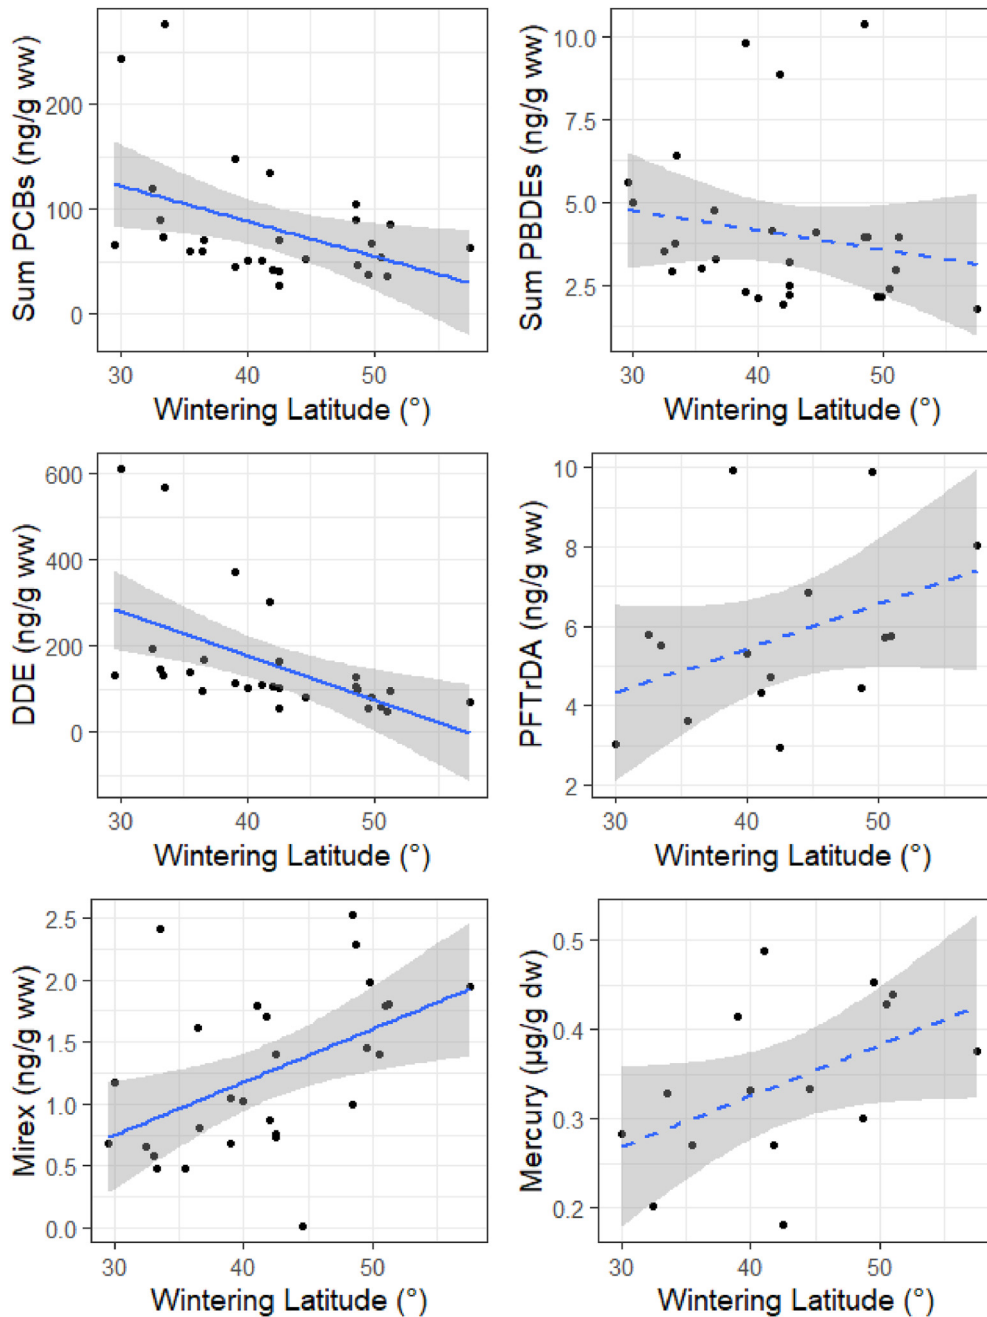 Sum PCBs (ng/g ww)
200
100
0
30 40 50
Wintering Latitude (°)
Sum PBDEs (ng/g ww)
10.0
7.5
5.0
2.5
30 40 50
Wintering Latitude (°)
DDE (ng/g ww)
600
400
200
0
30 40 50
Wintering Latitude (°)
PFTrDA (ng/g ww)
10
8
6
4
2
30 40 50
Wintering Latitude (°)
Mirex (ng/g ww)
2.5
2.0
1.5
1.0
0.5
0.0
30 40 50
Wintering Latitude (°)
Mercury (µg/g dw)
0.5
0.4
0.3
0.2
30 40 50
Wintering Latitude (°)